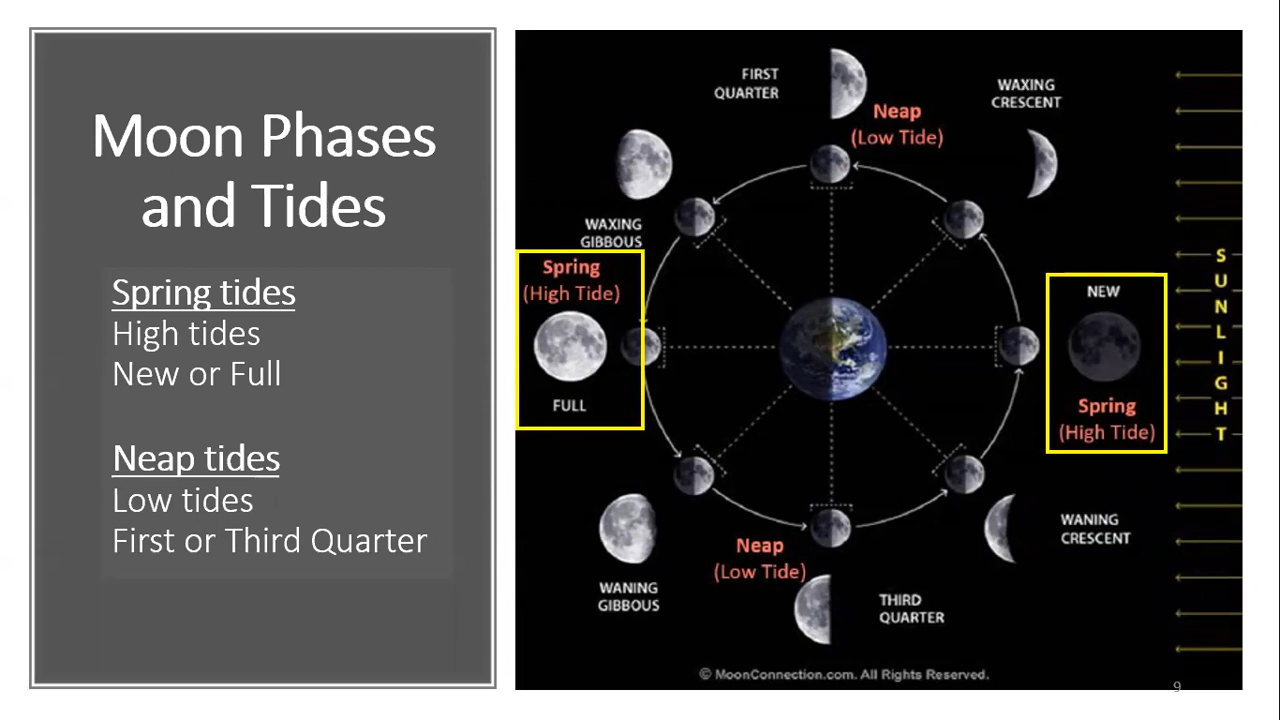 Moon Phases
and Tides
Spring tides
High tides
New or Full
Neap tides
Low tides
First or Third Quarter
FIRST
QUARTER
Neap
(Low Tide)
WAXING
CRESCENT
WAXING
GIBBOUS
Spring
(High Tide)
FULL
NEW
Spring
(High Tide)
SUNLIGHT
WANING
GIBBOUS
Neap
(Low Tide)
THIRD
QUARTER
WANING
CRESCENT
© MoonConnection.com. All Rights Reserved.
9